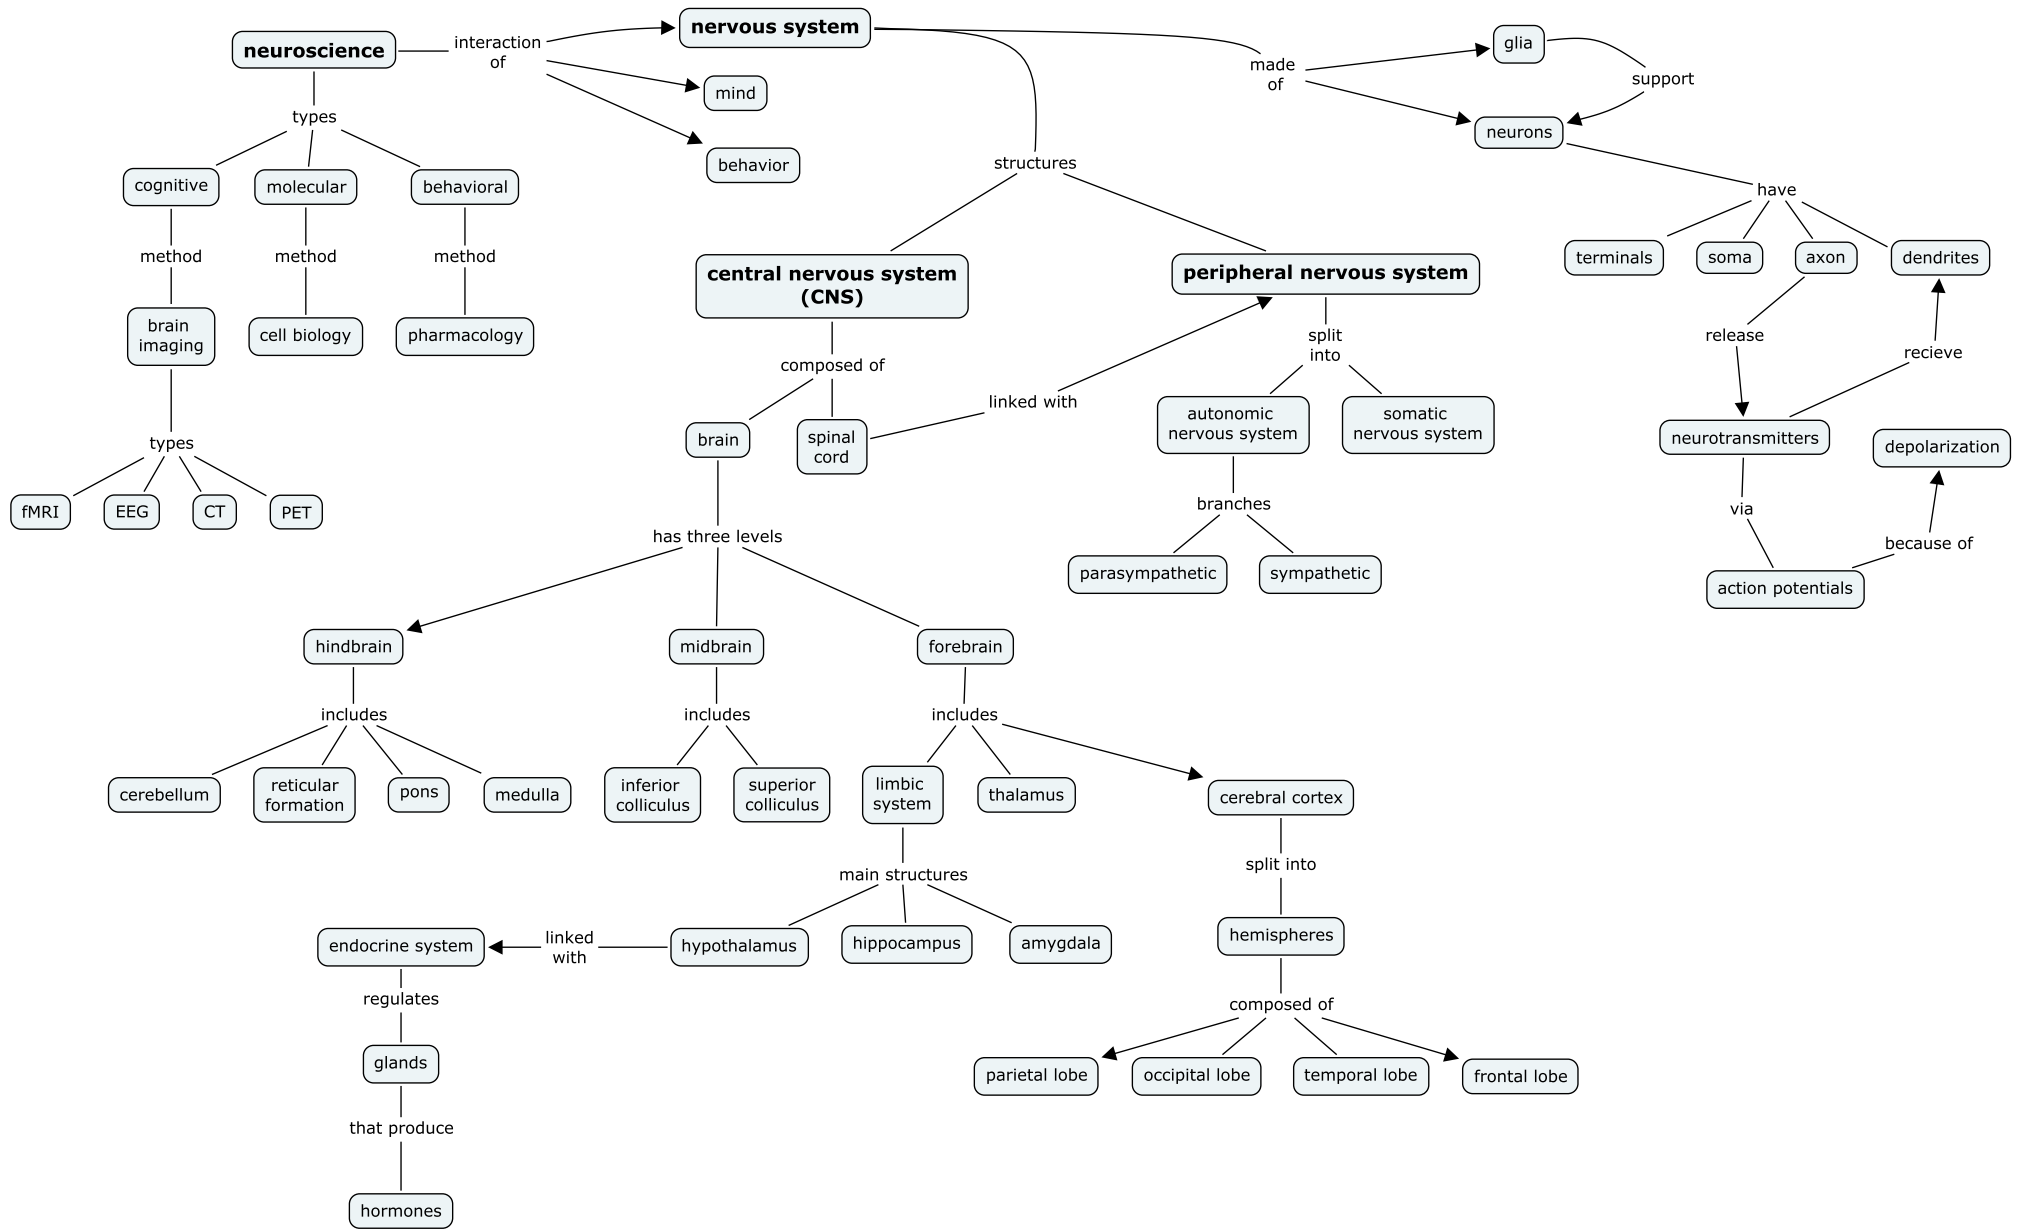 nervous system
neuroscience
interaction
of
mind
behavior
made
of
glia
support
neurons
types
cognitive
molecular
behavioral
method
method
method
brain
imaging
cell biology
pharmacology
types
fMRI
EEG
CT
PET
structures
central nervous system
(CNS)
peripheral nervous system
composed of
brain
spinal
cord
linked with
split
into
autonomic
nervous system
somatic
nervous system
branches
parasympathetic
sympathetic
have
terminals
soma
axon
dendrites
release
recieve
neurotransmitters
depolarization
via
because of
action potentials
has three levels
hindbrain
midbrain
forebrain
includes
includes
includes
cerebellum
reticular
formation
pons
medulla
inferior
colliculus
superior
colliculus
limbic
system
thalamus
cerebral cortex
main structures
split into
endocrine system
linked
with
hypothalamus
hippocampus
amygdala
hemispheres
regulates
composed of
glands
parietal lobe
occipital lobe
temporal lobe
frontal lobe
that produce
hormones